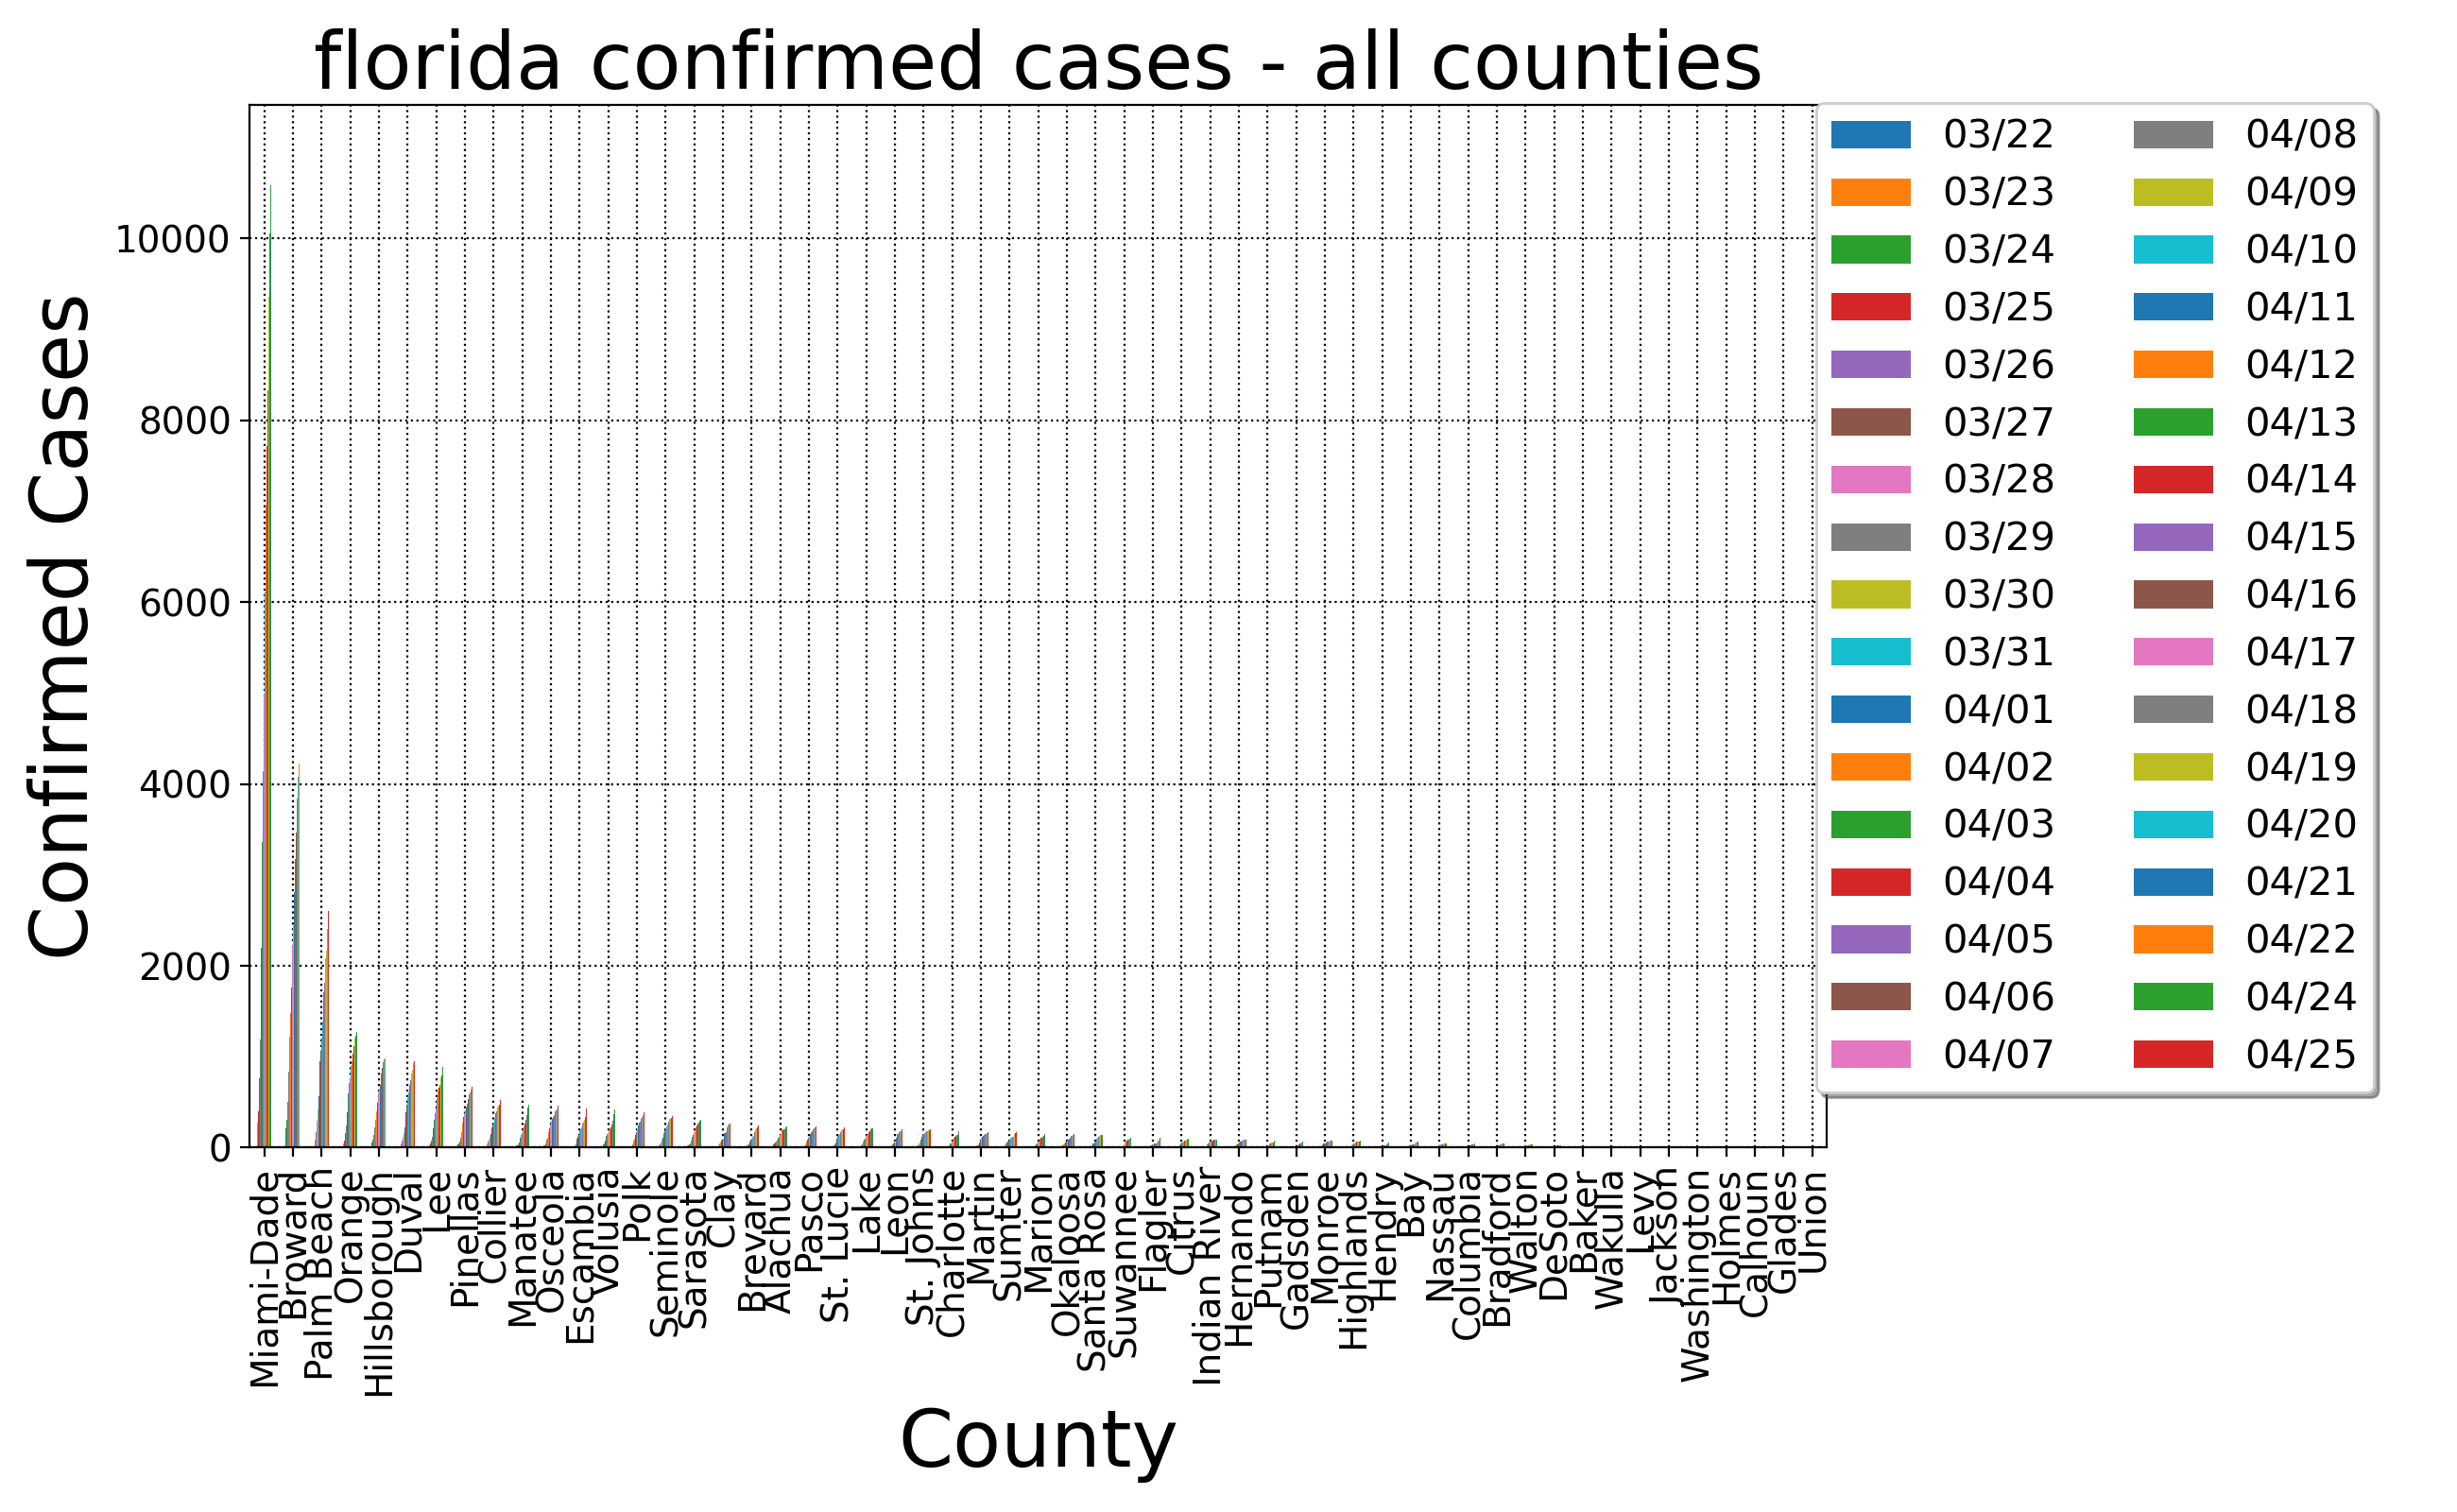 florida confirmed cases - all counties
Confirmed Cases
10000
8000
6000
4000
2000
0
03/22
03/23
03/24
03/25
03/26
03/27
03/28
03/29
03/30
03/31
04/01
04/02
04/03
04/04
04/05
04/06
04/07
04/08
04/09
04/10
04/11
04/12
04/13
04/14
04/15
04/16
04/17
04/18
04/19
04/20
04/21
04/22
04/24
04/25
Miami-Dade
Broward
Palm Beach
Orange
Hillsborough
Duval
Lee
Pinellas
Collier
Manatee
Osceola
Escambia
Volusia
Polk
Seminole
Sarasota
Clay
Brevard
Alachua
Pasco
St. Lucie
Lake
Leon
St. Johns
Charlotte
Martin
Sumter
Marion
Okaloosa
Santa Rosa
Suwannee
Flagler
Citrus
Indian River
Hernando
Putnam
Gadsden
Monroe
Highlands
Hendry
Bay
Nassau
Columbia
Bradford
Walton
DeSoto
Baker
Wakulla
Levy
Jackson
Washington
Holmes
Calhoun
Glades
Union
County